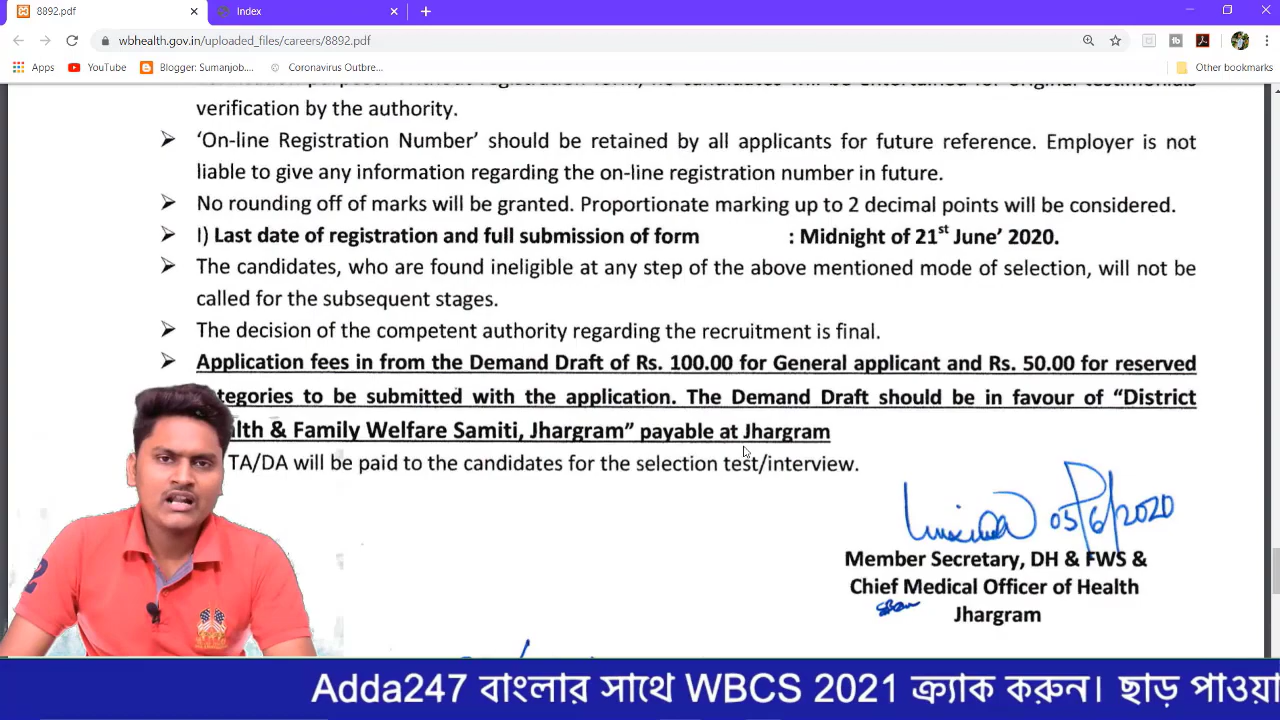 8892.pdf
Index
wbhealth.gov.in/uploaded_files/careers/8892.pdf
Apps
YouTube
Blogger: Sumanjob....
Coronavirus Outbre...
Other bookmarks
verification by the authority.
‘On-line Registration Number’ should be retained by all applicants for future reference. Employer is not
liable to give any information regarding the on-line registration number in future.
No rounding off of marks will be granted. Proportionate marking up to 2 decimal points will be considered.
I) Last date of registration and full submission of form : Midnight of 21st June’ 2020.
The candidates, who are found ineligible at any step of the above mentioned mode of selection, will not be
called for the subsequent stages.
The decision of the competent authority regarding the recruitment is final.
Application fees in from the Demand Draft of Rs. 100.00 for General applicant and Rs. 50.00 for reserved
tegories to be submitted with the application. The Demand Draft should be in favour of “District
lth & Family Welfare Samiti, Jhargram” payable at Jhargram
TA/DA will be paid to the candidates for the selection test/interview.
05/6/2020
Member Secretary, DH & FWS &
Chief Medical Officer of Health
Jhargram
2
Adda247 বাংলার সাথে WBCS 2021 ক্র্যাক করুন। ছাড় পাওয়া